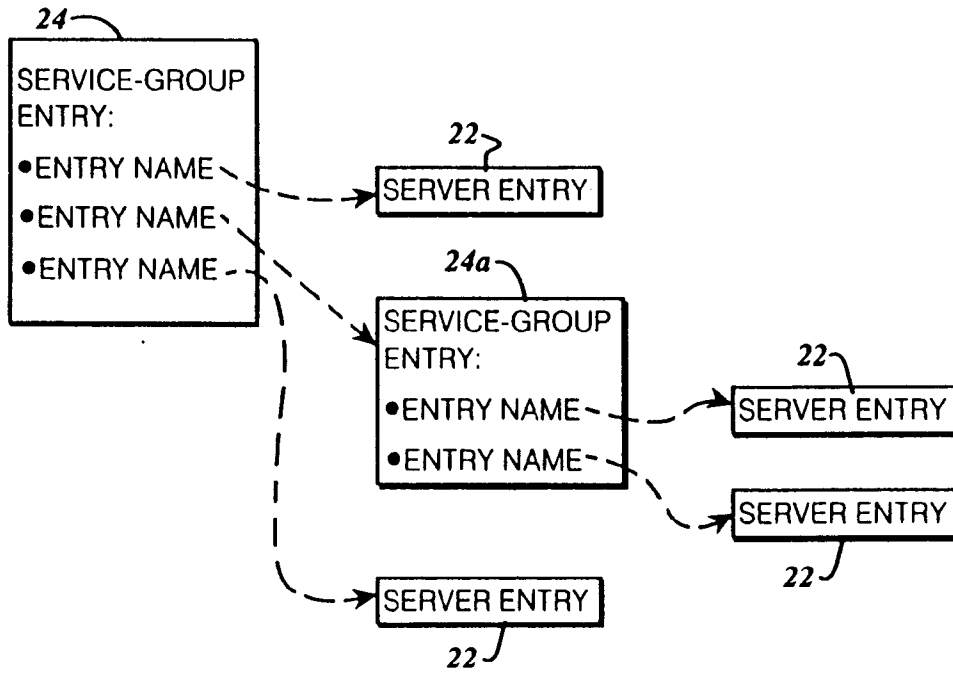 24
SERVICE-GROUP
ENTRY:
•ENTRY NAME
•ENTRY NAME
•ENTRY NAME
22
SERVER ENTRY
24a
SERVICE-GROUP
ENTRY:
•ENTRY NAME
•ENTRY NAME
22
SERVER ENTRY
SERVER ENTRY
22
SERVER ENTRY
22